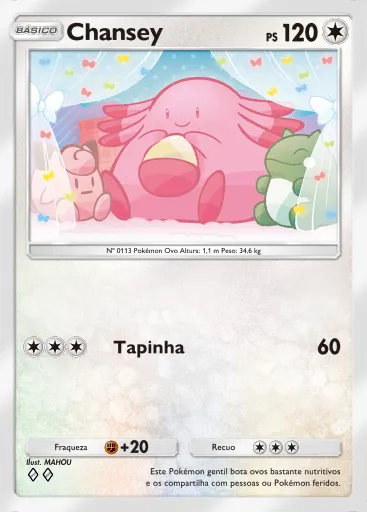 BÁSICO Chansey PS 120
Nº 0113 Pokémon Ovo Altura: 1,1 m Peso: 34,6 kg
Tapinha 60
Fraqueza +20 Recuo
Ilust. MAHOU
Este Pokémon gentil bota ovos bastante nutritivos
e os compartilha com pessoas ou Pokémon feridos.